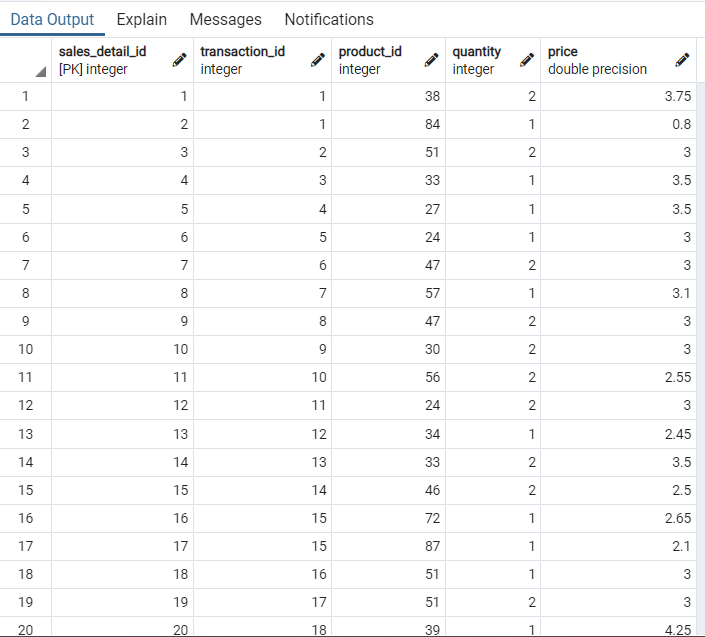 Data Output Explain Messages Notifications
sales_detail_id transaction_id product_id quantity price
[PK] integer integer integer integer double precision
1 1 1 38 2 3.75
2 2 1 84 1 0.8
3 3 2 51 2 3
4 4 3 33 1 3.5
5 5 4 27 1 3.5
6 6 5 24 1 3
7 7 6 47 2 3
8 8 7 57 1 3.1
9 9 8 47 2 3
10 10 9 30 2 3
11 11 10 56 2 2.55
12 12 11 24 2 3
13 13 12 34 1 2.45
14 14 13 33 2 3.5
15 15 14 46 2 2.5
16 16 15 72 1 2.65
17 17 15 87 1 2.1
18 18 16 51 1 3
19 19 17 51 2 3
20 20 18 39 1 4.25